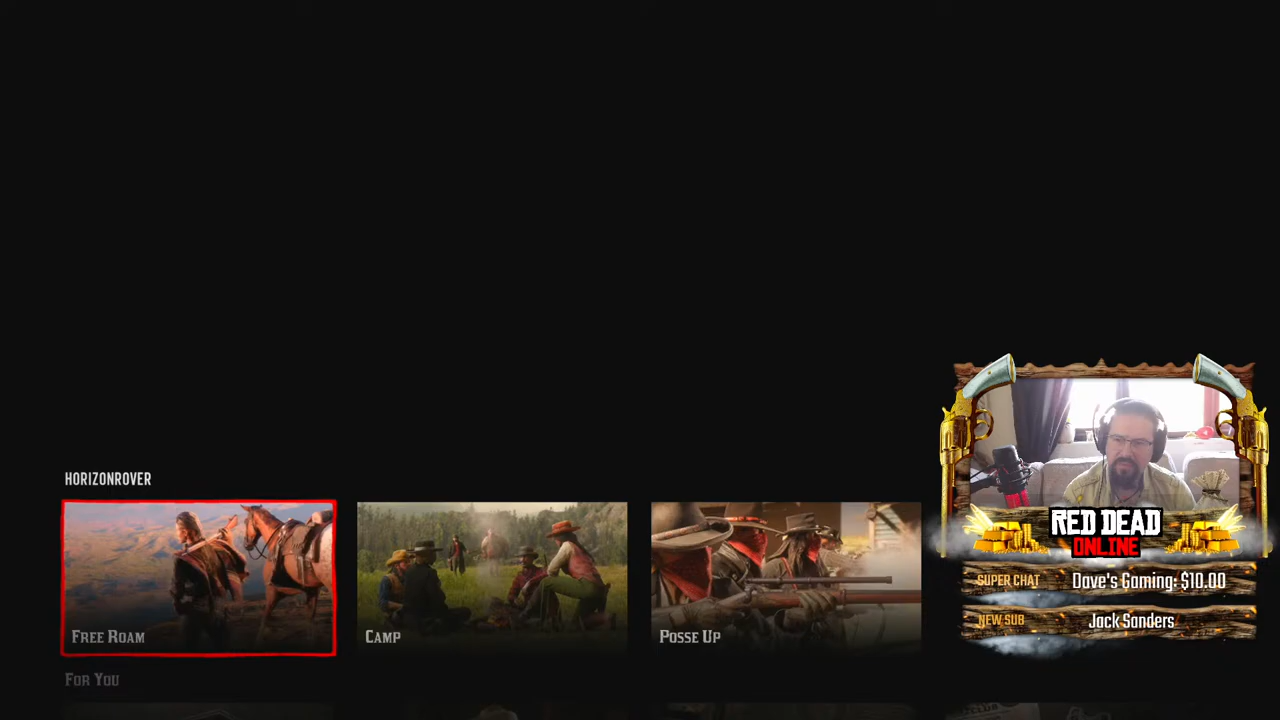 HORIZONROVER
FREE ROAM
CAMP
POSSE UP
FOR YOU
RED DEAD
ONLINE
SUPER CHAT Dave's Gaming: $10.00
NEW SUB Jack Sanders